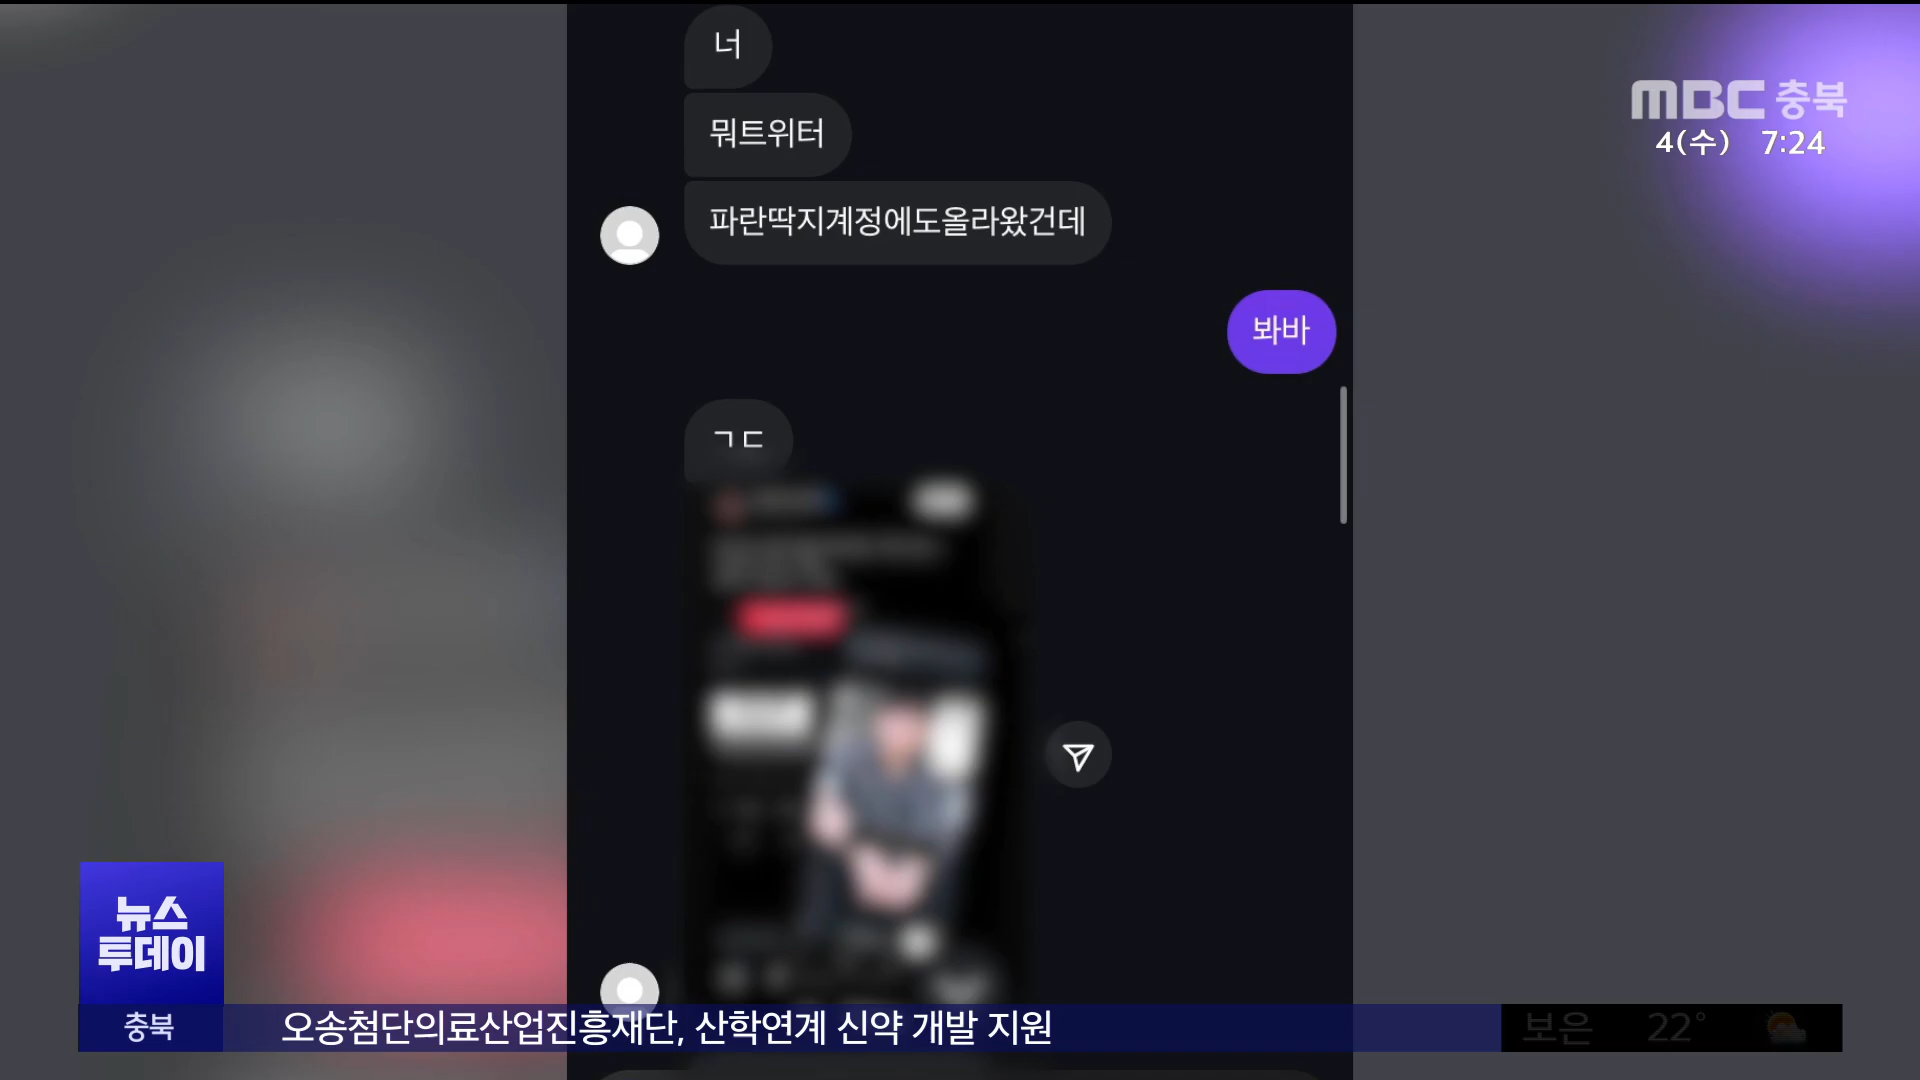 너
뭐트위터
파란딱지계정에도올라왔건데
봐바
ㄱㄷ
MBC 충북
4(수) 7:24
뉴스
투데이
충북
오송첨단의료산업진흥재단, 산학연계 신약 개발 지원
보은 22°